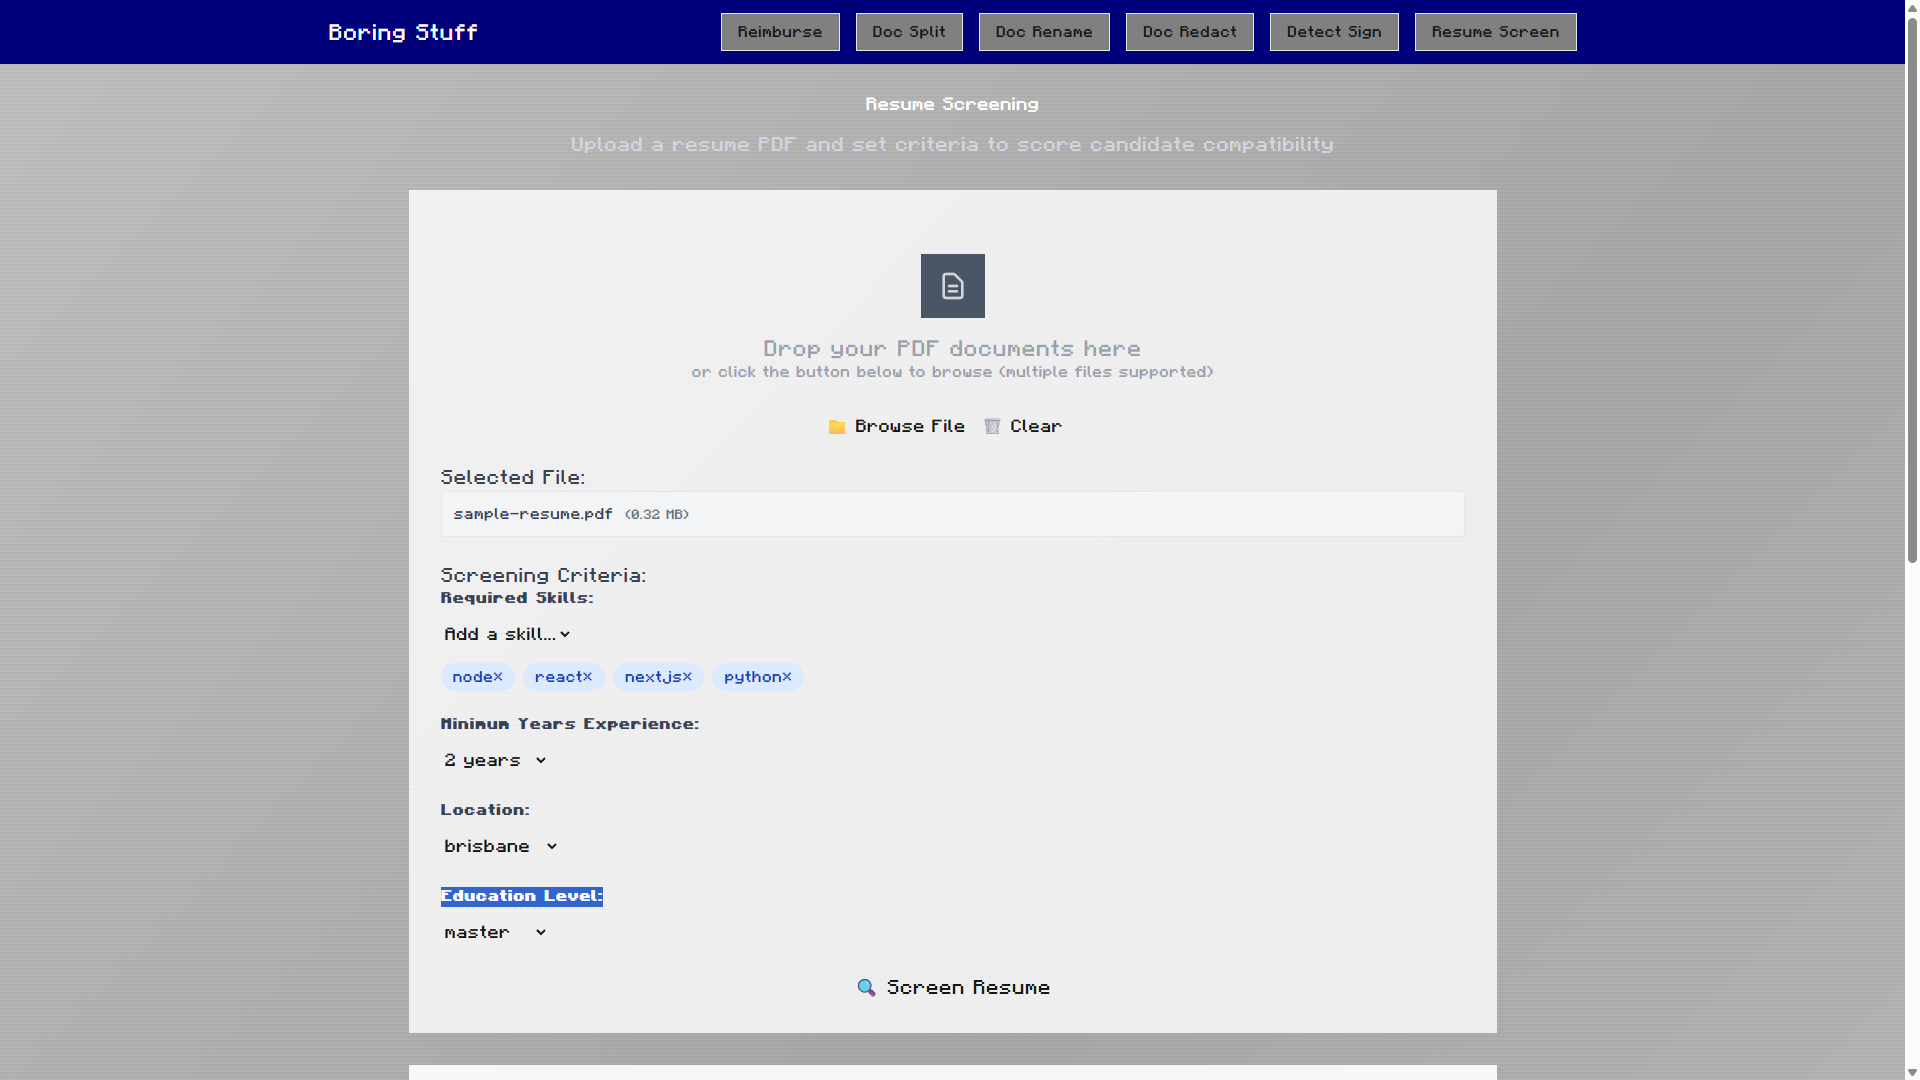 Boring Stuff
Reimburse
Doc Split
Doc Rename
Doc Redact
Detect Sign
Resume Screen
Resume Screening
Upload a resume PDF and set criteria to score candidate compatibility
Drop your PDF documents here
or click the button below to browse (multiple files supported)
Browse File
Clear
Selected File:
sample-resume.pdf (0.32 MB)
Screening Criteria:
Required Skills:
Add a skill...
node× react× nextjs× python×
Minimum Years Experience:
2 years
Location:
brisbane
Education Level:
master
Screen Resume